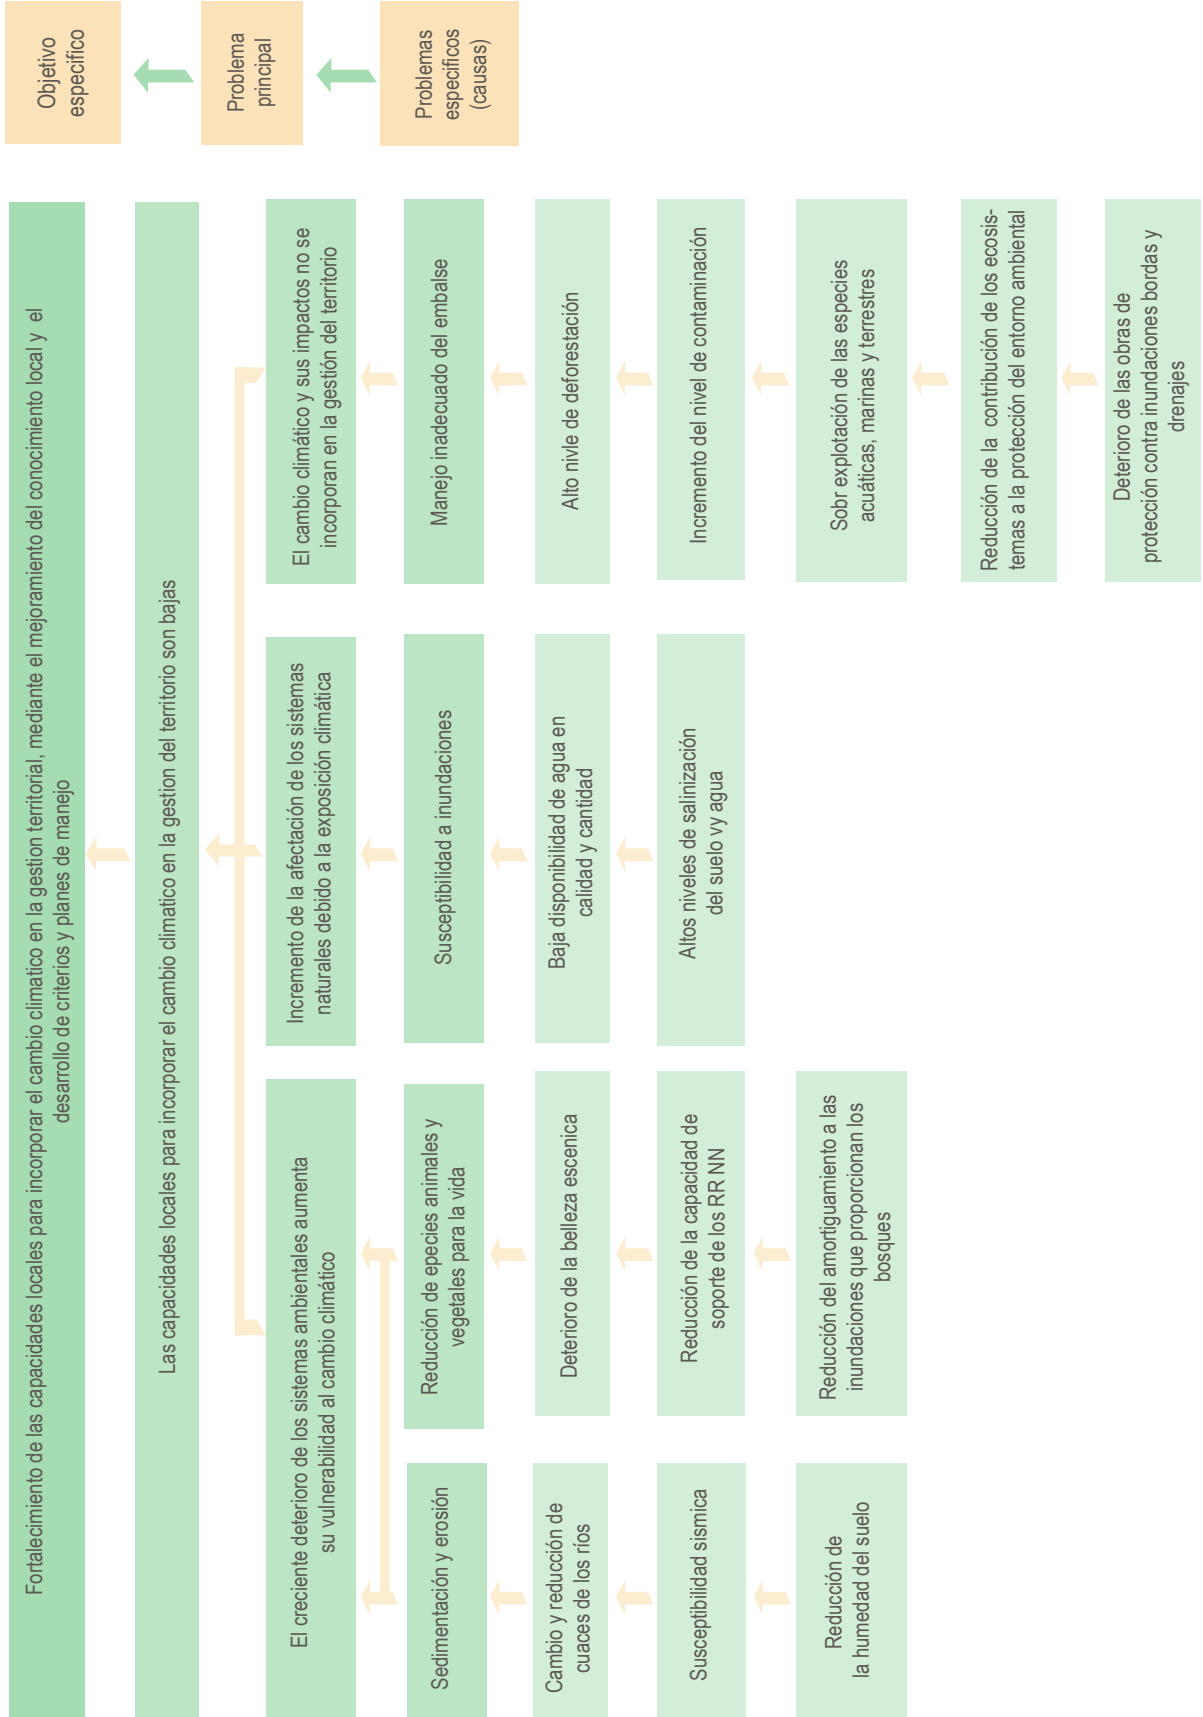 Objetivo
especifico
Problema
principal
Problemas
especificos
(causas)
Fortalecimiento de las capacidades locales para incorporar el cambio climatico en la gestion territorial, mediante el mejoramiento del conocimiento local y  el
desarrollo de criterios y planes de manejo
Las capacidades locales para incorporar el cambio climatico en la gestion del territorio son bajas
El creciente deterioro de los sistemas ambientales aumenta
su vulnerabilidad al cambio climático
Sedimentación y erosión
Cambio y reducción de
cuaces de los ríos
Susceptibilidad sismica
Reducción de
la humedad del suelo
Reducción de epecies animales y
vegetales para la vida
Deterioro de la belleza escenica
Reducción de la capacidad de
soporte de los RR NN
Reducción del amortiguamiento a las
inundaciones que proporcionan los
bosques
Incremento de la afectación de los sistemas
naturales debido a la exposición climática
Susceptibilidad a inundaciones
Baja disponibilidad de agua en
calidad y cantidad
Altos niveles de salinización
del suelo vy agua
El cambio climático y sus impactos no se
incorporan en la gestión del territorio
Manejo inadecuado del embalse
Alto nivle de deforestación
Incremento del nivel de contaminación
Sobr explotación de las especies
acuáticas, marinas y terrestres
Reducción de la  contribución de los ecosis-
temas a la protección del entorno ambiental
Deterioro de las obras de
protección contra inundaciones bordas y
drenajes